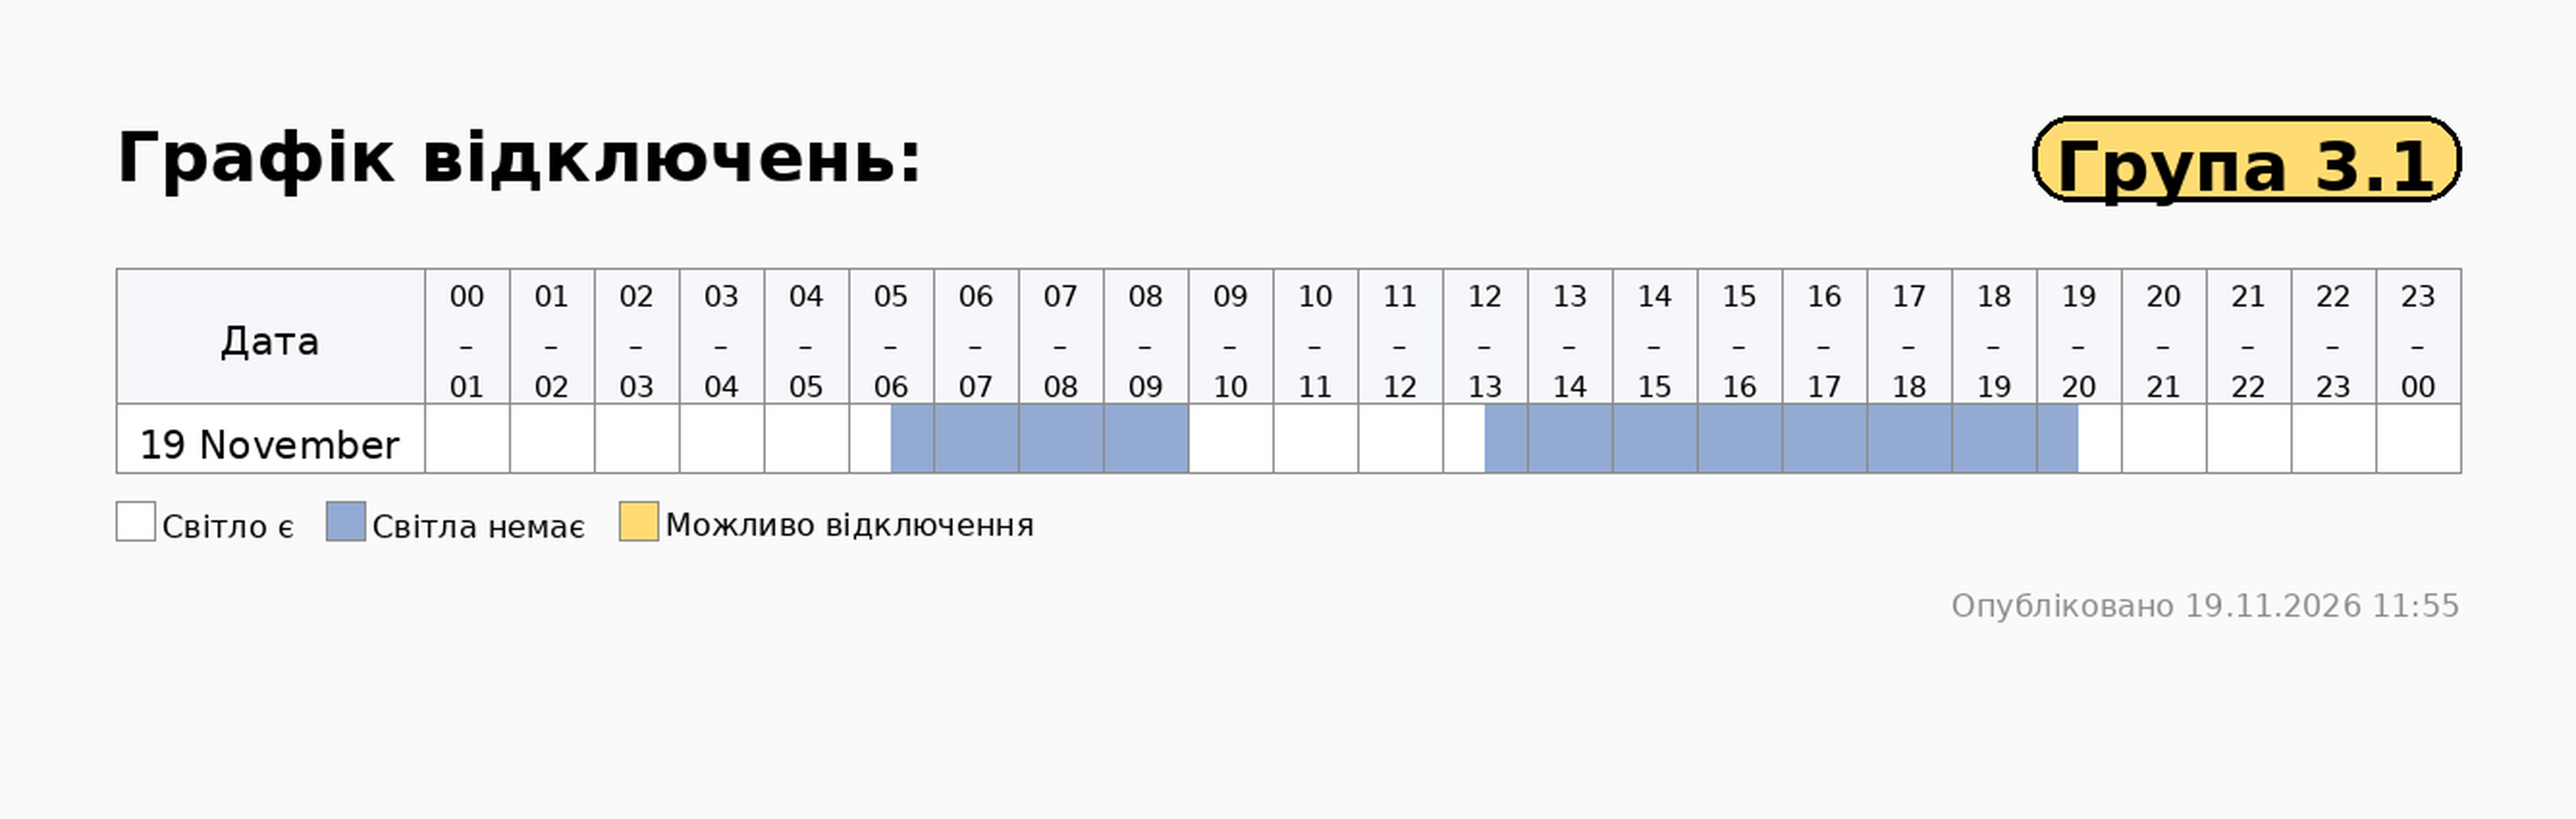 Графік відключень:
Група 3.1
Дата 00 – 01 01 – 02 02 – 03 03 – 04 04 – 05 05 – 06 06 – 07 07 – 08 08 – 09 09 – 10 10 – 11 11 – 12 12 – 13 13 – 14 14 – 15 15 – 16 16 – 17 17 – 18 18 – 19 19 – 20 20 – 21 21 – 22 22 – 23 23 – 00
19 November
Світло є Світла немає Можливо відключення
Опубліковано 19.11.2026 11:55